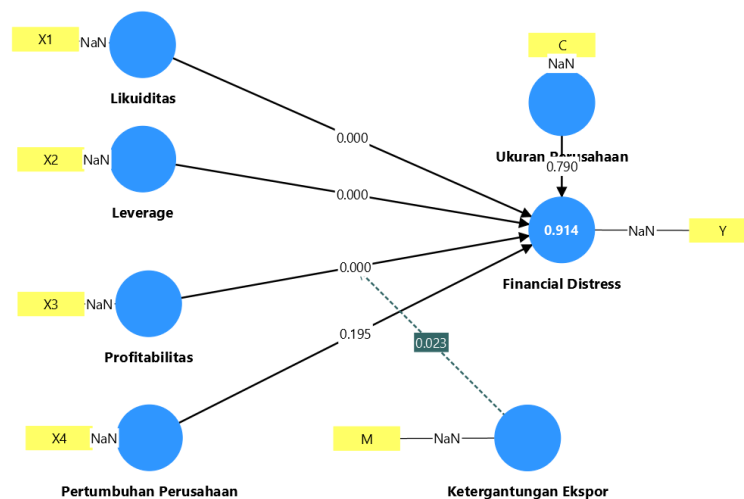 X1
NaN
Likuiditas
0.000
C
NaN
Ukuran Perusahaan
0.790
X2
NaN
Leverage
0.000
0.914
NaN
Y
Financial Distress
X3
NaN
Profitabilitas
0.000
0.195
0.023
X4
NaN
Pertumbuhan Perusahaan
M
NaN
Ketergantungan Ekspor